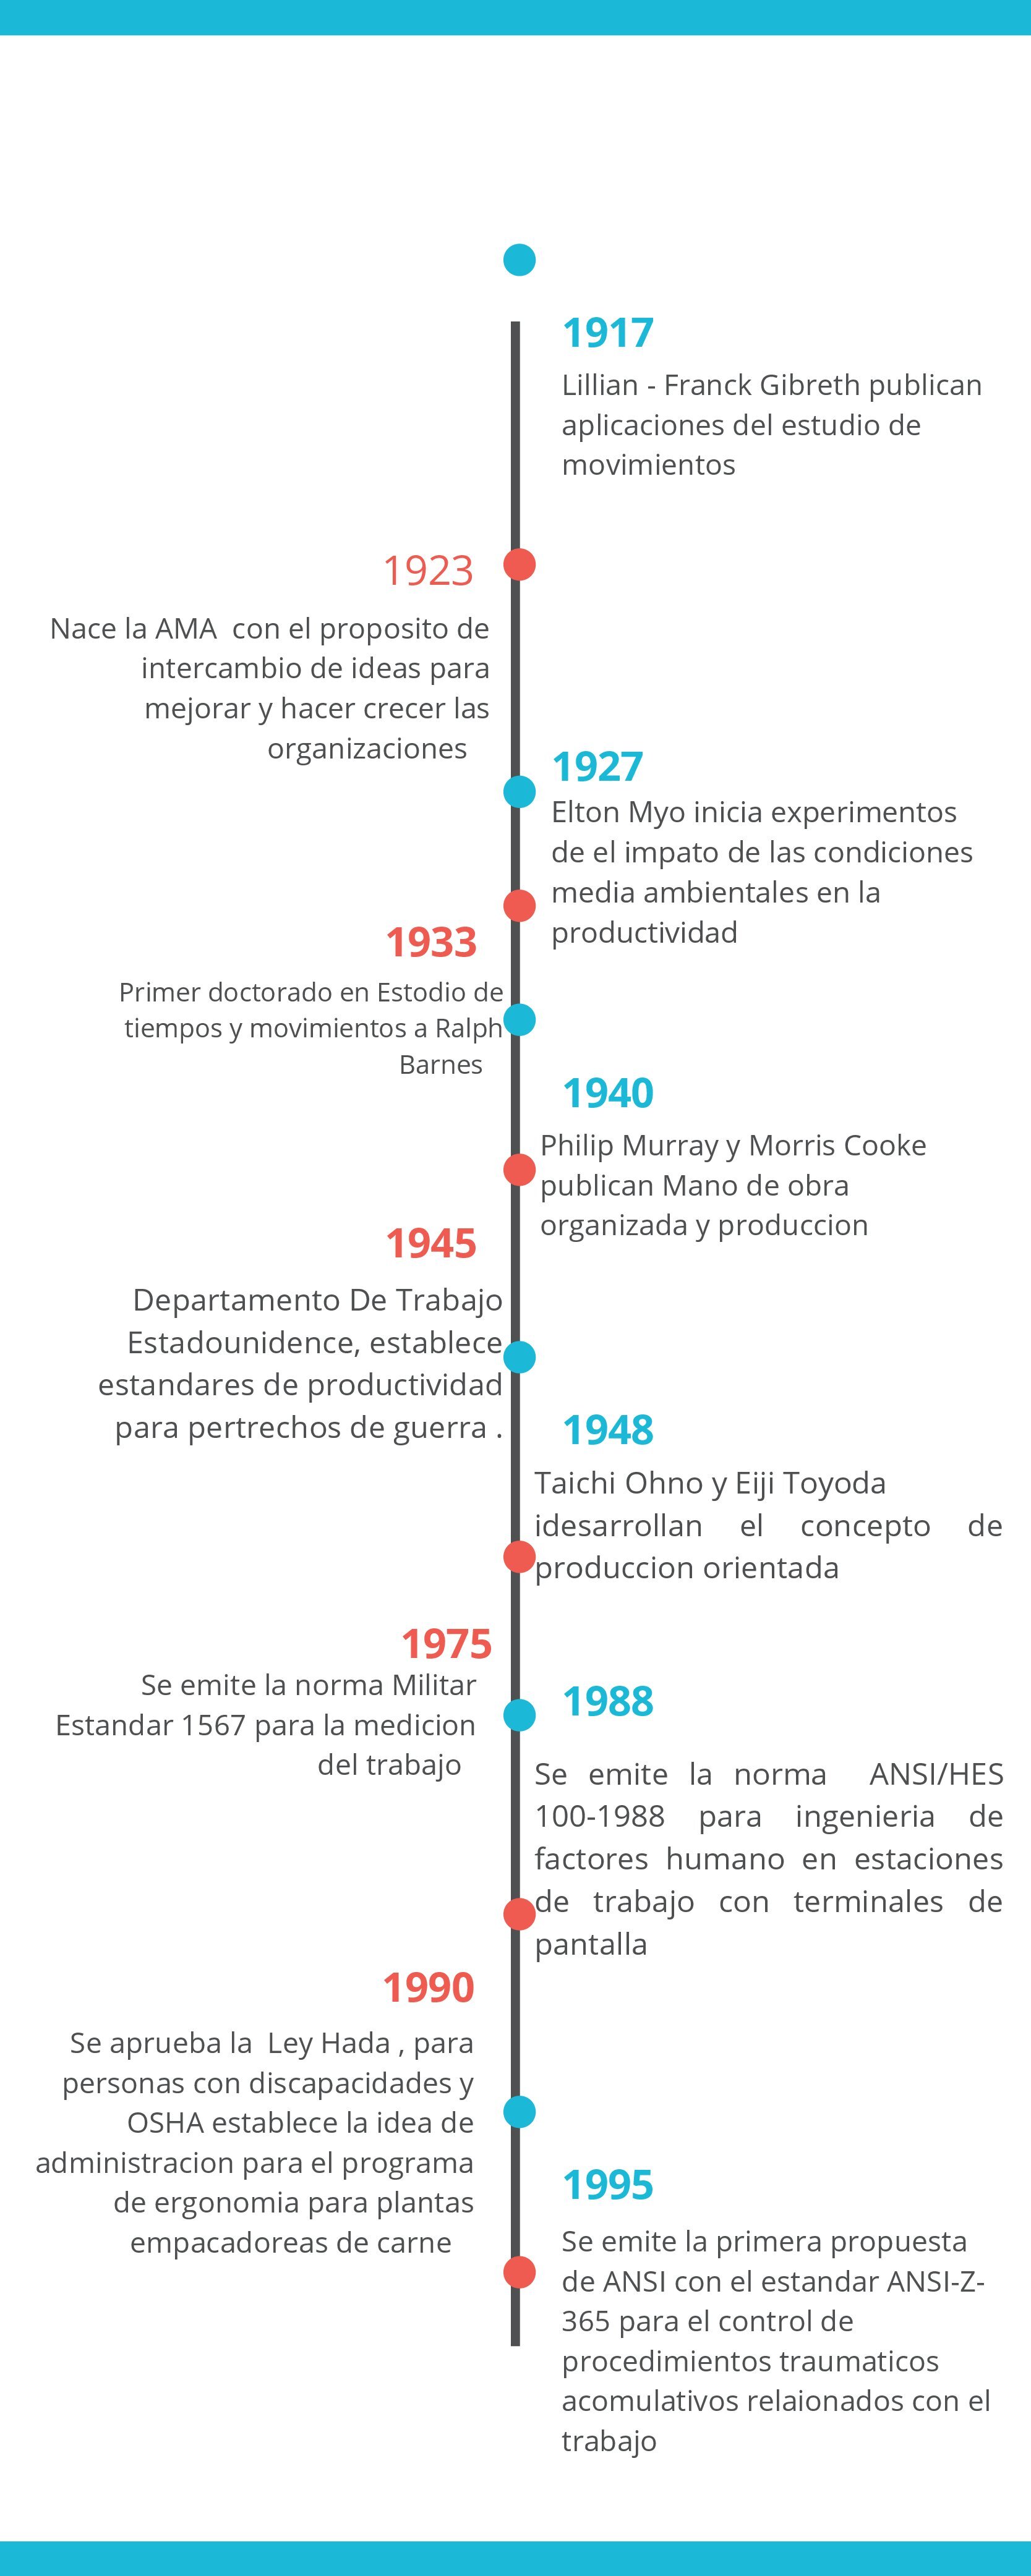 1917
Lillian - Franck Gibreth publican
aplicaciones del estudio de
movimientos
1923
Nace la AMA  con el proposito de
intercambio de ideas para
mejorar y hacer crecer las
organizaciones
1927
Elton Myo inicia experimentos
de el impato de las condiciones
media ambientales en la
productividad
1933
Primer doctorado en Estodio de
tiempos y movimientos a Ralph
Barnes
1940
Philip Murray y Morris Cooke
publican Mano de obra
organizada y produccion
1945
Departamento De Trabajo
Estadounidence, establece
estandares de productividad
para pertrechos de guerra .
1948
Taichi Ohno y Eiji Toyoda
idesarrollan el concepto de
produccion orientada
1975
Se emite la norma Militar
Estandar 1567 para la medicion
del trabajo
1988
Se emite la norma  ANSI/HES
100-1988 para ingenieria de
factores humano en estaciones
de trabajo con terminales de
pantalla
1990
Se aprueba la  Ley Hada , para
personas con discapacidades y
OSHA establece la idea de
administracion para el programa
de ergonomia para plantas
empacadoreas de carne
1995
Se emite la primera propuesta
de ANSI con el estandar ANSI-Z-
365 para el control de
procedimientos traumaticos
acomulativos relaionados con el
trabajo